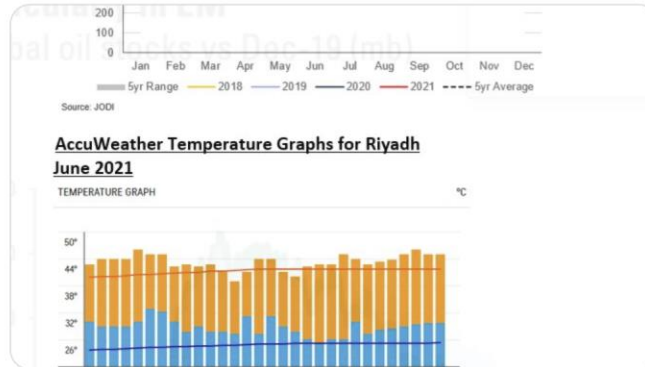 200
100
0
Jan Feb Mar Apr May Jun Jul Aug Sep Oct Nov Dec
5yr Range 2018 2019 2020 2021 5yr Average
Source: JODI
AccuWeather Temperature Graphs for Riyadh
June 2021
TEMPERATURE GRAPH °C
50°
44°
38°
32°
26°